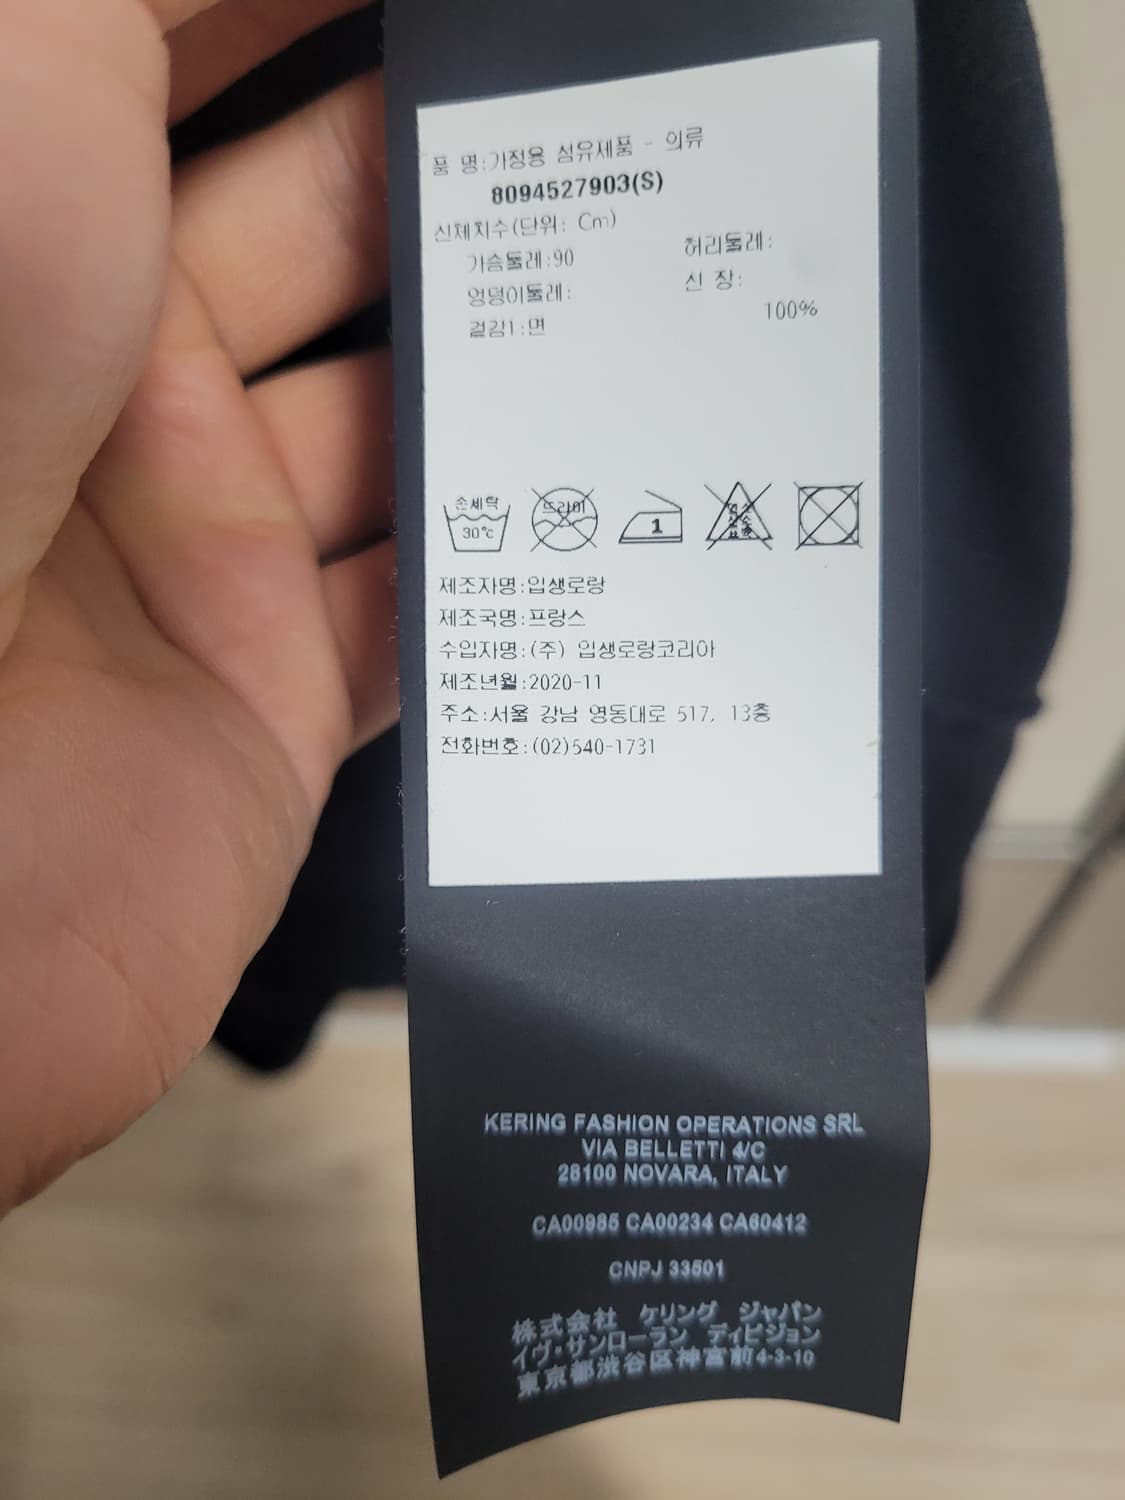 품 명:가정용 섬유제품 - 의류
8094527903(S)
신체치수(단위: Cm)
가슴둘레:90 허리둘레:
엉덩이둘레: 신 장:
겉감1:면 100%
손세탁 드라이
30℃ 1
제조자명:입생로랑
제조국명:프랑스
수입자명:(주) 입생로랑코리아
제조년월:2020-11
주소:서울 강남 영동대로 517, 13층
전화번호:(02)540-1731
KERING FASHION OPERATIONS SRL
VIA BELLETTI 4/C
28100 NOVARA, ITALY
CA00985 CA00234 CA60412
CNPJ 33501
株式会社 ケリング ジャパン
イヴ・サンローラン ディビジョン
東京都渋谷区神宮前4-3-10